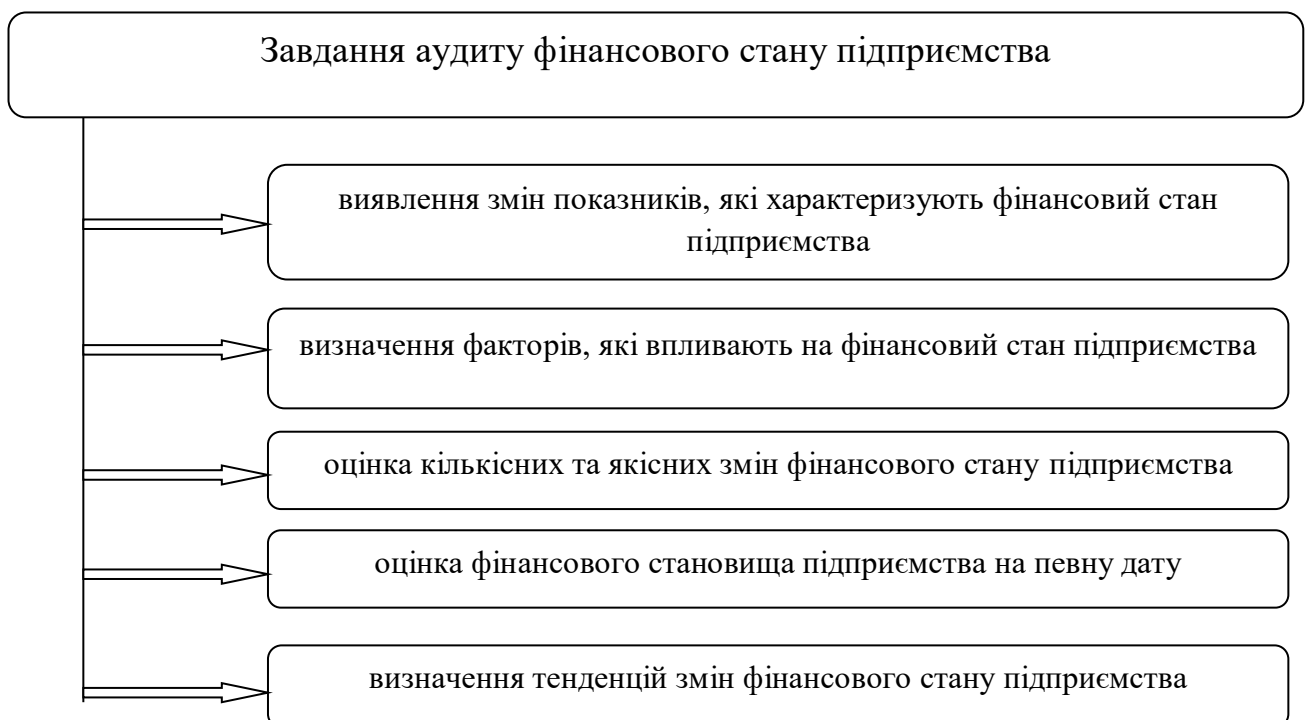 Завдання аудиту фінансового стану підприємства
виявлення змін показників, які характеризують фінансовий стан
підприємства
визначення факторів, які впливають на фінансовий стан підприємства
оцінка кількісних та якісних змін фінансового стану підприємства
оцінка фінансового становища підприємства на певну дату
визначення тенденцій змін фінансового стану підприємства